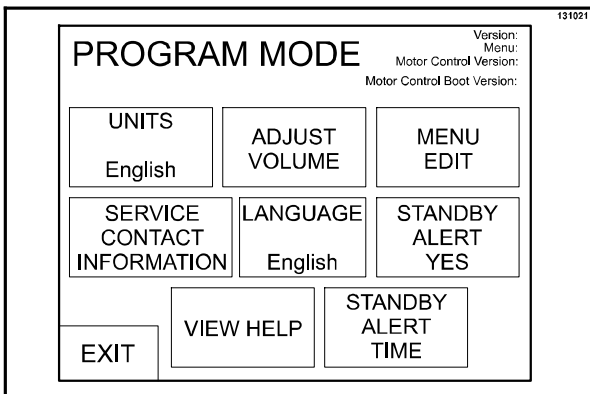 131021
PROGRAM MODE
Version:
Menu:
Motor Control Version:
Motor Control Boot Version:
UNITS
English
ADJUST
VOLUME
MENU
EDIT
SERVICE
CONTACT
INFORMATION
LANGUAGE
English
STANDBY
ALERT
YES
EXIT
VIEW HELP
STANDBY
ALERT
TIME